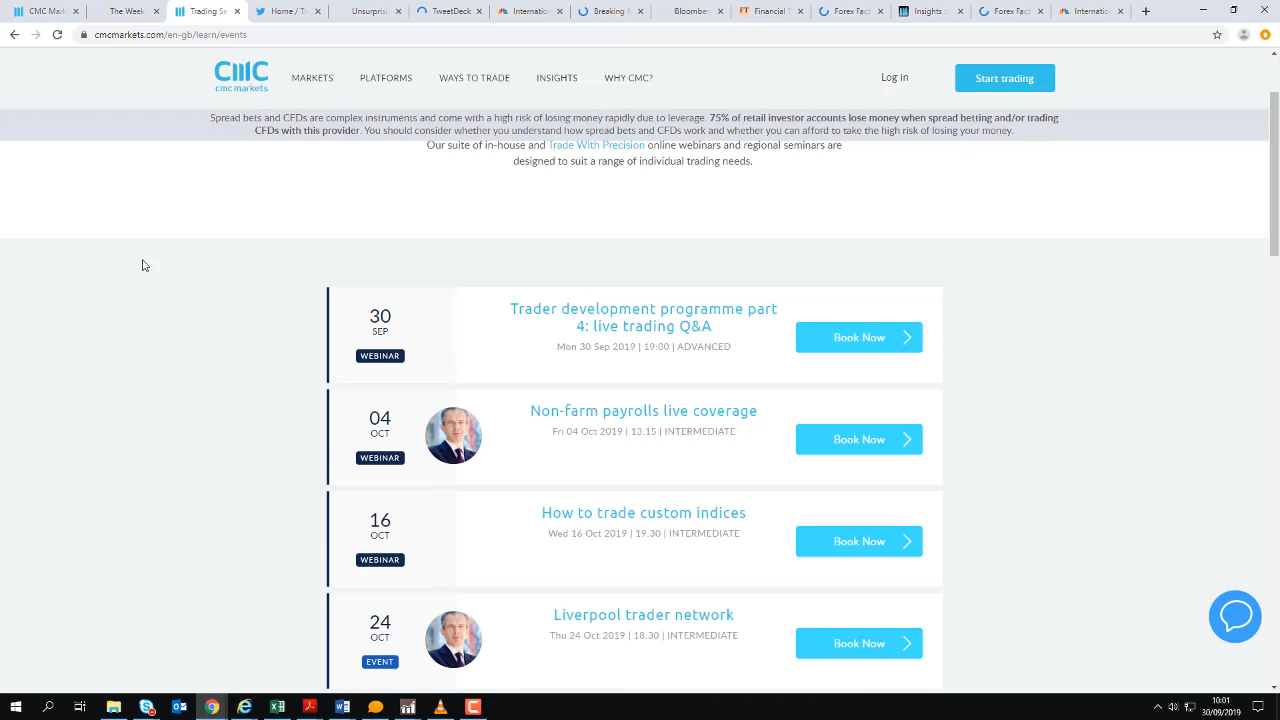 CMC Mark
The Week
Trading Se
Home / Tw
Unsurpris
TweetDeck
Internation
Breaking N
Bloomberg
Financial T
Forex Fact
Insights
Forex Fact
Internation
cmcmarkets.com/en-gb/learn/events
cmc markets
MARKETS PLATFORMS WAYS TO TRADE INSIGHTS WHY CMC?
Log In
Start trading
Spread bets and CFDs are complex instruments and come with a high risk of losing money rapidly due to leverage. 75% of retail investor accounts lose money when spread betting and/or trading
CFDs with this provider. You should consider whether you understand how spread bets and CFDs work and whether you can afford to take the high risk of losing your money.
Our suite of in-house and Trade With Precision online webinars and regional seminars are
designed to suit a range of individual trading needs.
30
SEP
WEBINAR
Trader development programme part
4: live trading Q&A
Mon 30 Sep 2019 | 19:00 | ADVANCED
Book Now
04
OCT
WEBINAR
Non-farm payrolls live coverage
Fri 04 Oct 2019 | 13.15 | INTERMEDIATE
Book Now
16
OCT
WEBINAR
How to trade custom indices
Wed 16 Oct 2019 | 19.30 | INTERMEDIATE
Book Now
24
OCT
EVENT
Liverpool trader network
Thu 24 Oct 2019 | 18.30 | INTERMEDIATE
Book Now
10:01
30/09/2019